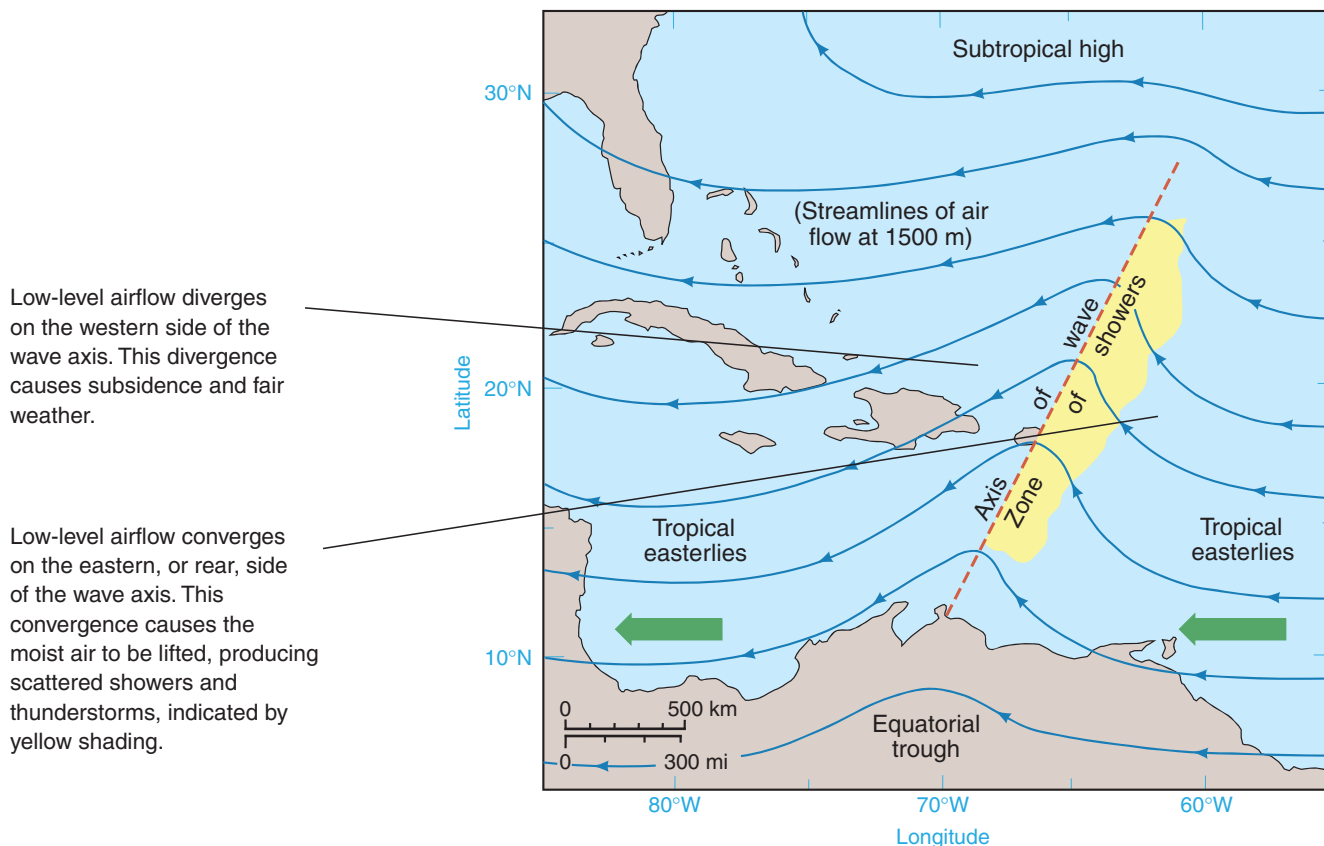 Low-level airflow diverges
on the western side of the
wave axis. This divergence
causes subsidence and fair
weather.
Low-level airflow converges
on the eastern, or rear, side
of the wave axis. This
convergence causes the
moist air to be lifted, producing
scattered showers and
thunderstorms, indicated by
yellow shading.
Subtropical high
30°N
(Streamlines of air
flow at 1500 m)
Latitude
20°N
Axis of wave
Zone of showers
Tropical
easterlies
Tropical
easterlies
10°N
0 500 km
0 300 mi
Equatorial
trough
80°W 70°W 60°W
Longitude